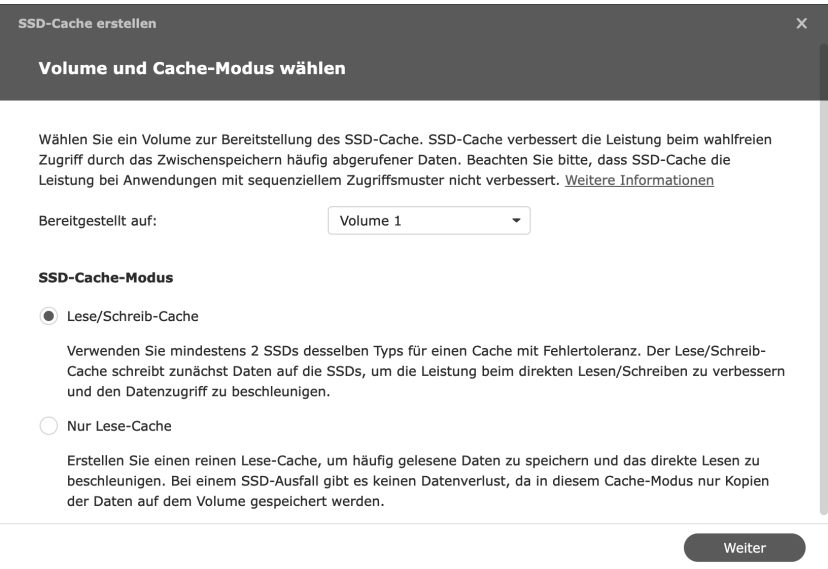 SSD-Cache erstellen
Volume und Cache-Modus wählen
Wählen Sie ein Volume zur Bereitstellung des SSD-Cache. SSD-Cache verbessert die Leistung beim wahlfreien
Zugriff durch das Zwischenspeichern häufig abgerufener Daten. Beachten Sie bitte, dass SSD-Cache die
Leistung bei Anwendungen mit sequenziellem Zugriffsmuster nicht verbessert. Weitere Informationen
Bereitgestellt auf: Volume 1
SSD-Cache-Modus
Lese/Schreib-Cache
Verwenden Sie mindestens 2 SSDs desselben Typs für einen Cache mit Fehlertoleranz. Der Lese/Schreib-
Cache schreibt zunächst Daten auf die SSDs, um die Leistung beim direkten Lesen/Schreiben zu verbessern
und den Datenzugriff zu beschleunigen.
Nur Lese-Cache
Erstellen Sie einen reinen Lese-Cache, um häufig gelesene Daten zu speichern und das direkte Lesen zu
beschleunigen. Bei einem SSD-Ausfall gibt es keinen Datenverlust, da in diesem Cache-Modus nur Kopien
der Daten auf dem Volume gespeichert werden.
Weiter